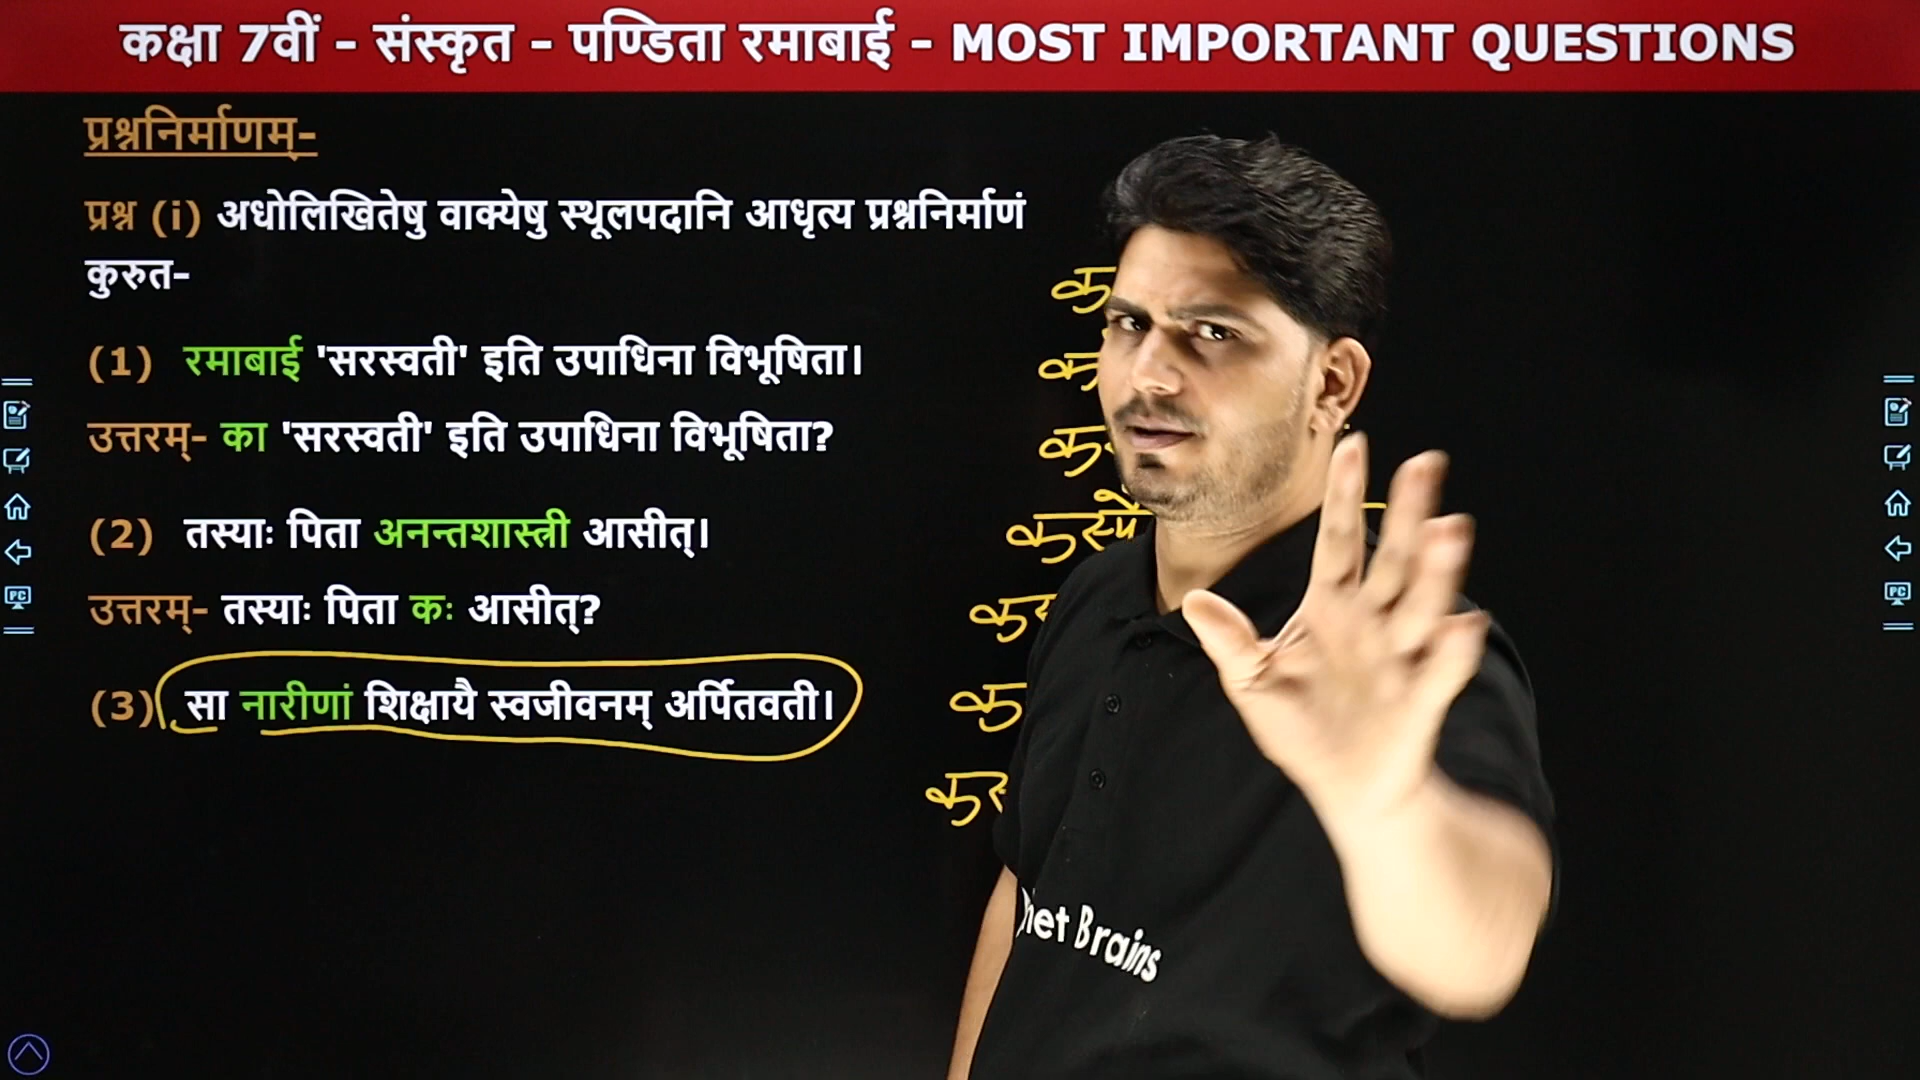 कक्षा 7वीं - संस्कृत - पण्डिता रमाबाई - MOST IMPORTANT QUESTIONS
प्रश्ननिर्माणम्-
प्रश्न (i) अधोलिखितेषु वाक्येषु स्थूलपदानि आधृत्य प्रश्ननिर्माणं
कुरुत-
(1) रमाबाई 'सरस्वती' इति उपाधिना विभूषिता।
उत्तरम्- का 'सरस्वती' इति उपाधिना विभूषिता?
(2) तस्याः पिता अनन्तशास्त्री आसीत्।
उत्तरम्- तस्याः पिता कः आसीत्?
(3) सा नारीणां शिक्षायै स्वजीवनम् अर्पितवती।
PC
PC
Brains